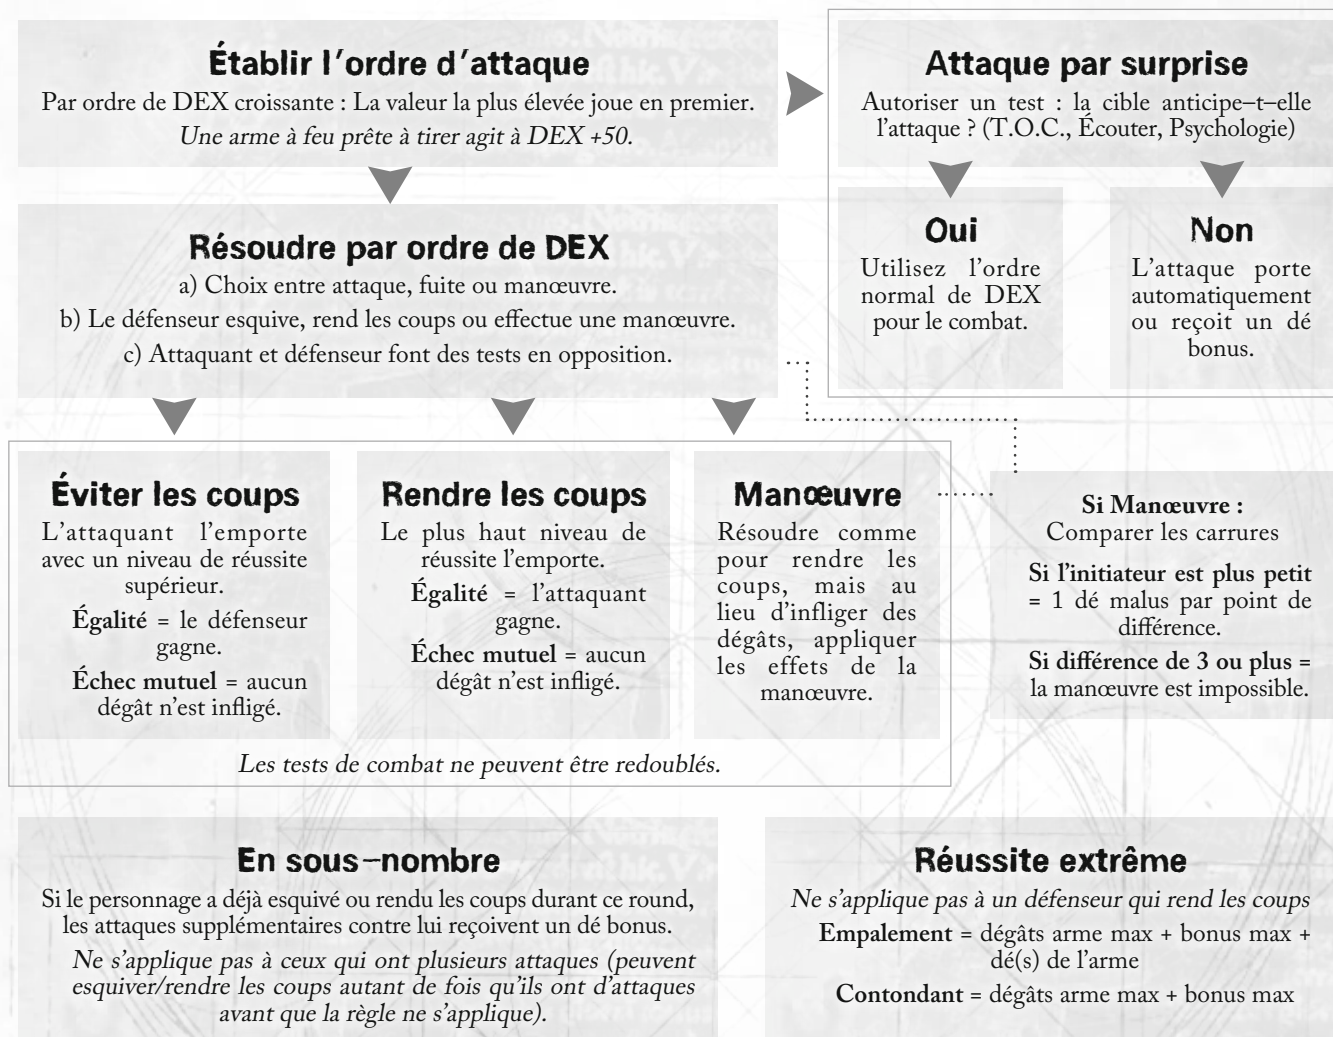 Établir l'ordre d'attaque
Par ordre de DEX croissante : La valeur la plus élevée joue en premier.
Une arme à feu prête à tirer agit à DEX +50.
Attaque par surprise
Autoriser un test : la cible anticipe-t-elle
l'attaque ? (T.O.C., Écouter, Psychologie)
Oui
Utilisez l'ordre
normal de DEX
pour le combat.
Non
L'attaque porte
automatiquement
ou reçoit un dé
bonus.
Résoudre par ordre de DEX
a) Choix entre attaque, fuite ou manœuvre.
b) Le défenseur esquive, rend les coups ou effectue une manœuvre.
c) Attaquant et défenseur font des tests en opposition.
Éviter les coups
L'attaquant l'emporte
avec un niveau de réussite
supérieur.
Égalité = le défenseur
gagne.
Échec mutuel = aucun
dégât n'est infligé.
Rendre les coups
Le plus haut niveau de
réussite l'emporte.
Égalité = l'attaquant
gagne.
Échec mutuel = aucun
dégât n'est infligé.
Manœuvre
Résoudre comme
pour rendre les
coups, mais au
lieu d'infliger des
dégâts, appliquer
les effets de la
manœuvre.
Si Manœuvre :
Comparer les carrures
Si l'initiateur est plus petit
= 1 dé malus par point de
différence.
Si différence de 3 ou plus =
la manœuvre est impossible.
Les tests de combat ne peuvent être redoublés.
En sous-nombre
Si le personnage a déjà esquivé ou rendu les coups durant ce round,
les attaques supplémentaires contre lui reçoivent un dé bonus.
Ne s'applique pas à ceux qui ont plusieurs attaques (peuvent
esquiver/rendre les coups autant de fois qu'ils ont d'attaques
avant que la règle ne s'applique).
Réussite extrême
Ne s'applique pas à un défenseur qui rend les coups
Empalement = dégâts arme max + bonus max +
dé(s) de l'arme
Contondant = dégâts arme max + bonus max